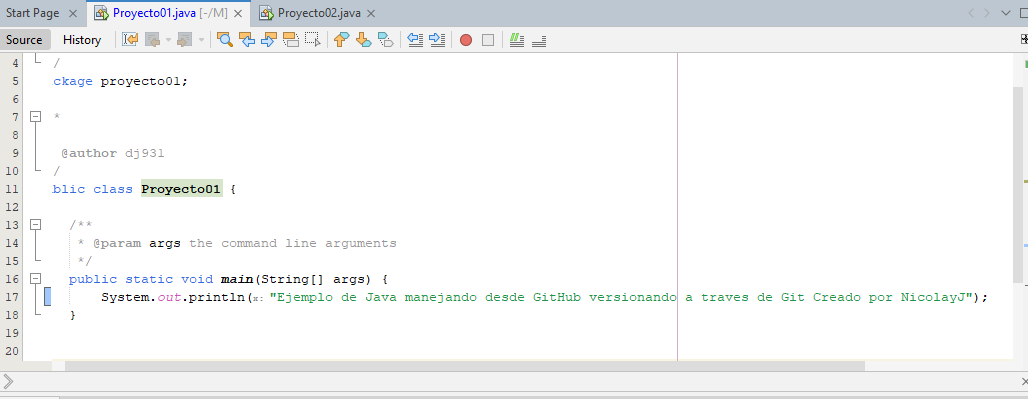 Start Page Proyecto01.java [-/M] Proyecto02.java
Source History
4 /
5 ckage proyecto01;
6
7 *
8
9 @author dj931
10 /
11 blic class Proyecto01 {
12
13 /**
14 * @param args the command line arguments
15 */
16 public static void main(String[] args) {
17 System.out.println(x: "Ejemplo de Java manejando desde GitHub versionando a traves de Git Creado por NicolayJ");
18 }
19
20